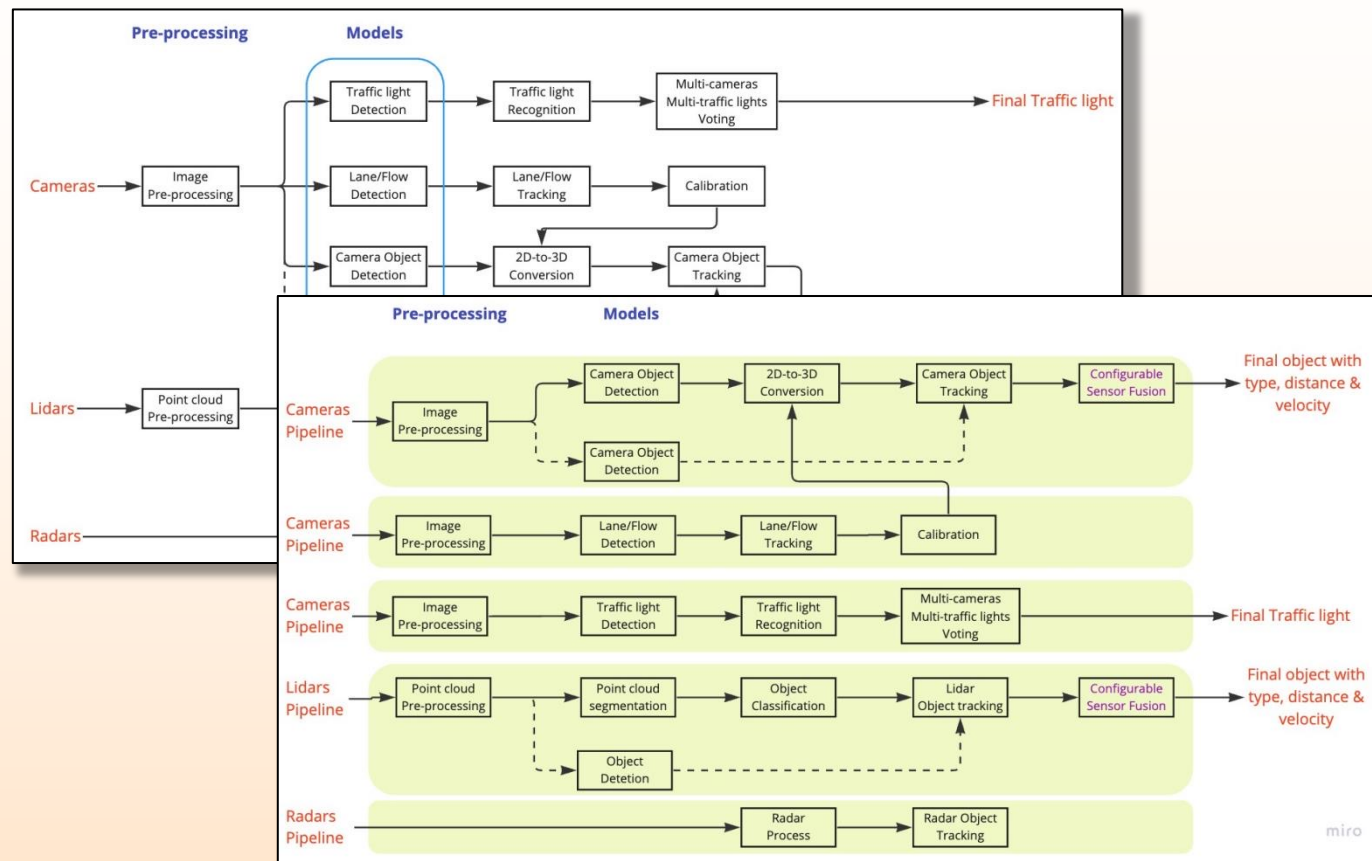 Pre-processing
Models
Traffic light
Detection
Traffic light
Recognition
Multi-cameras
Multi-traffic lights
Voting
Final Traffic light
Cameras
Image
Pre-processing
Lane/Flow
Detection
Lane/Flow
Tracking
Calibration
Camera Object
Detection
2D-to-3D
Conversion
Camera Object
Tracking
Lidars
Point cloud
Pre-processing
Radars
Pre-processing
Models
Cameras
Pipeline
Image
Pre-processing
Camera Object
Detection
2D-to-3D
Conversion
Camera Object
Tracking
Configurable
Sensor Fusion
Final object with
type, distance &
velocity
Camera Object
Detection
Cameras
Pipeline
Image
Pre-processing
Lane/Flow
Detection
Lane/Flow
Tracking
Calibration
Cameras
Pipeline
Image
Pre-processing
Traffic light
Detection
Traffic light
Recognition
Multi-cameras
Multi-traffic lights
Voting
Final Traffic light
Lidars
Pipeline
Point cloud
Pre-processing
Point cloud
segmentation
Object
Classification
Lidar
Object tracking
Configurable
Sensor Fusion
Final object with
type, distance &
velocity
Object
Detetion
Radars
Pipeline
Radar
Process
Radar Object
Tracking
miro